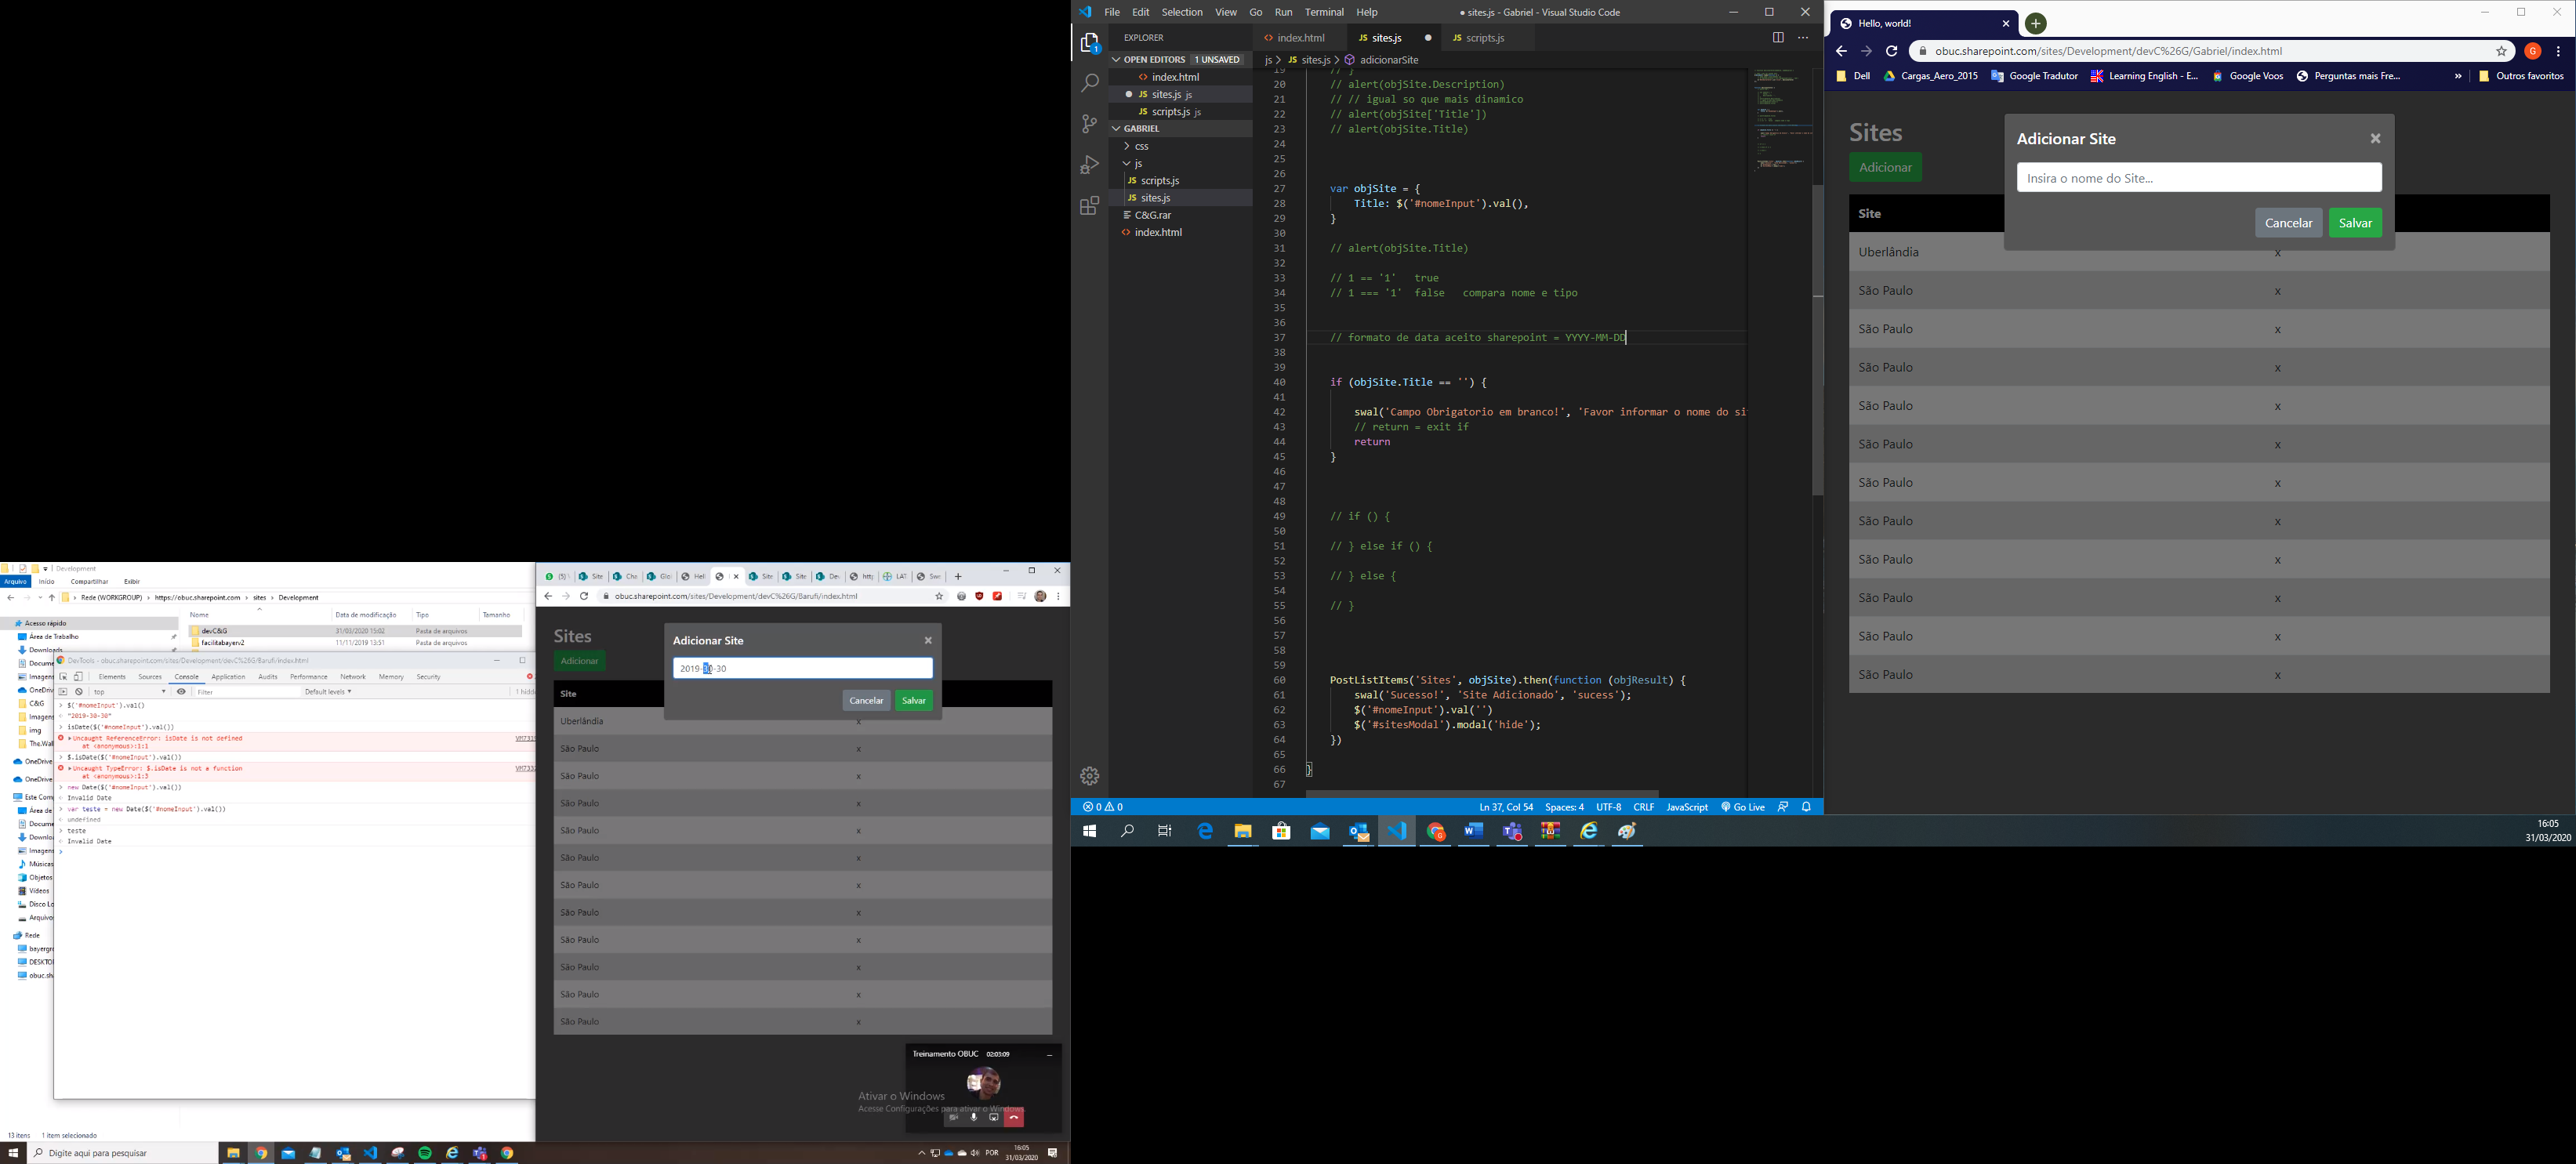 File Edit Selection View Go Run Terminal Help
● sites.js - Gabriel - Visual Studio Code
EXPLORER
OPEN EDITORS 1 UNSAVED
index.html
sites.js js
scripts.js js
GABRIEL
css
js
scripts.js
sites.js
C&G.rar
index.html
index.html sites.js scripts.js
js > sites.js > adicionarSite
19 // }
20 // alert(objSite.Description)
21 // // igual so que mais dinamico
22 // alert(objSite['Title'])
23 // alert(objSite.Title)
24
25
26
27 var objSite = {
28 Title: $('#nomeInput').val(),
29 }
30
31 // alert(objSite.Title)
32
33 // 1 == '1' true
34 // 1 === '1' false compara nome e tipo
35
36
37 // formato de data aceito sharepoint = YYYY-MM-DD
38
39
40 if (objSite.Title == '') {
41
42 swal('Campo Obrigatorio em branco!', 'Favor informar o nome do si
43 // return = exit if
44 return
45 }
46
47
48
49 // if () {
50
51 // } else if () {
52
53 // } else {
54
55 // }
56
57
58
59
60 PostListItems('Sites', objSite).then(function (objResult) {
61 swal('Sucesso!', 'Site Adicionado', 'sucess');
62 $('#nomeInput').val('')
63 $('#sitesModal').modal('hide');
64 })
65
66 }
67
0 0
Ln 37, Col 54 Spaces: 4 UTF-8 CRLF JavaScript Go Live
Hello, world!
obuc.sharepoint.com/sites/Development/devC%26G/Gabriel/index.html
Dell Cargas_Aero_2015 Google Tradutor Learning English - E... Google Voos Perguntas mais Fre... » Outros favoritos
Sites
Adicionar
Adicionar Site ×
Insira o nome do Site...
Cancelar Salvar
Site
Uberlândia x
São Paulo x
São Paulo x
São Paulo x
São Paulo x
São Paulo x
São Paulo x
São Paulo x
São Paulo x
São Paulo x
São Paulo x
São Paulo x
16:05
31/03/2020
Development
Arquivo Início Compartilhar Exibir
Rede (WORKGROUP) > https://obuc.sharepoint.com > sites > Development
Nome Data de modificação Tipo Tamanho
devC&G 31/03/2020 15:02 Pasta de arquivos
facilitabayerv2 11/11/2019 13:51 Pasta de arquivos
Acesso rápido
Área de Trabalho
Downloads
Docume
Imagens
OneDriv
C&G
Imagens
img
The.Wal
OneDrive
OneDrive
Este Com
Área de
Docume
Downloa
Imagens
Músicas
Objetos
Vídeos
Disco Lo
Arquivos
Rede
bayergr
DESKTO
obuc.sh
13 itens 1 item selecionado
DevTools - obuc.sharepoint.com/sites/Development/devC%26G/Barufi/index.html
Elements Sources Console Application Audits Performance Network Memory Security
top Filter Default levels ▼ 1 hidde
> $('#nomeInput').val()
"2019-30-30"
> isDate($('#nomeInput').val())
Uncaught ReferenceError: isDate is not defined
at <anonymous>:1:1
> $.isDate($('#nomeInput').val())
Uncaught TypeError: $.isDate is not a function
at <anonymous>:1:3
> new Date($('#nomeInput').val())
Invalid Date
> var teste = new Date($('#nomeInput').val())
undefined
> teste
Invalid Date
>
(5) Site Cha Glo Hel Site Site Dev http LAT Swe
obuc.sharepoint.com/sites/Development/devC%26G/Barufi/index.html
Sites
Adicionar
Adicionar Site ×
2019-30-30
Cancelar Salvar
Site
Uberlândia x
São Paulo x
São Paulo x
São Paulo x
São Paulo x
São Paulo x
São Paulo x
São Paulo x
São Paulo x
São Paulo x
São Paulo x
São Paulo x
Treinamento OBUC 02:03:09
Ativar o Windows
Acesse Configurações para ativar o Windows.
Digite aqui para pesquisar
POR
16:05
31/03/2020